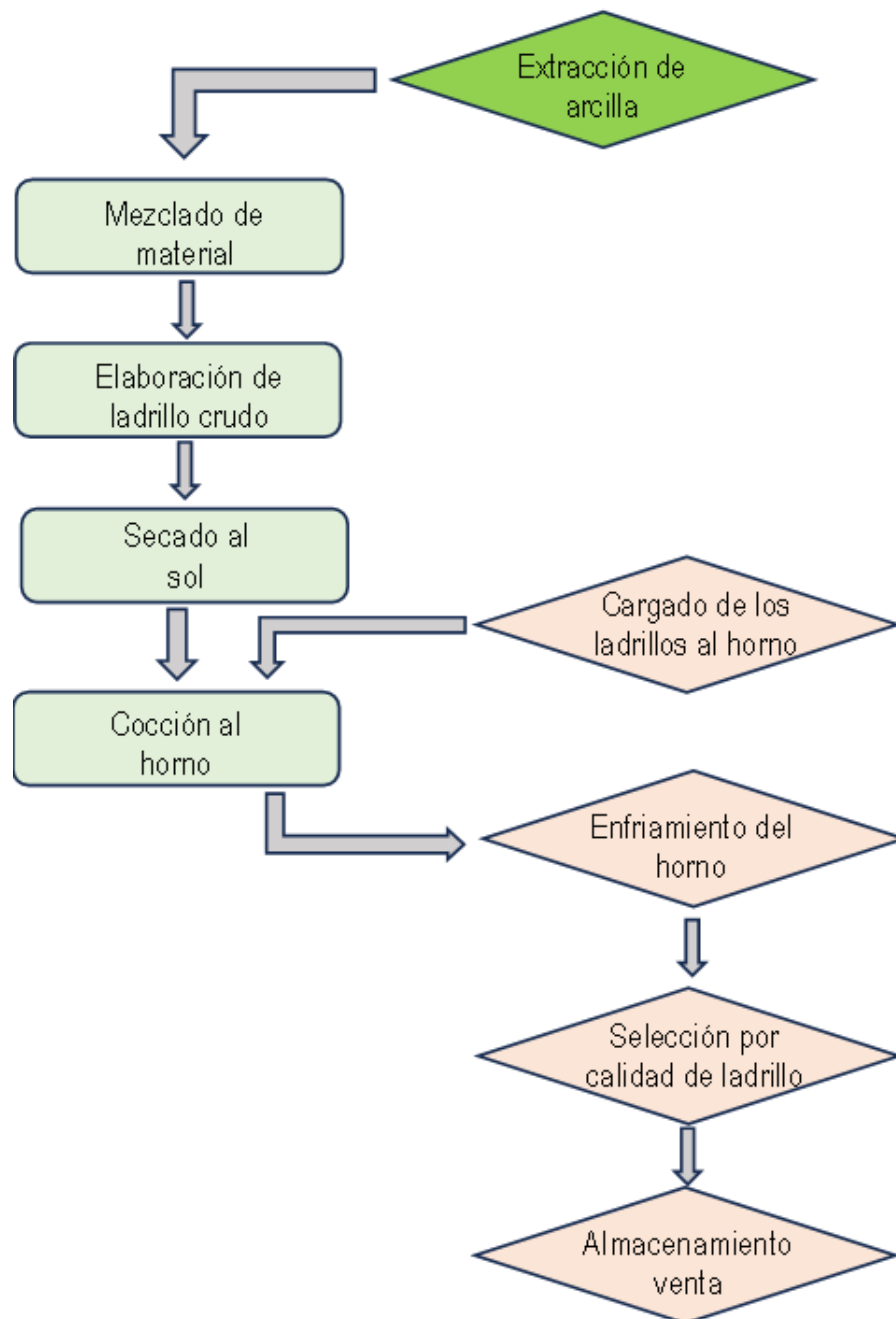 Extracción de
arcilla
Mezclado de
material
Elaboración de
ladrillo crudo
Secado al
sol
Cargado de los
ladrillos al horno
Cocción al
horno
Enfriamiento del
horno
Selección por
calidad de ladrillo
Almacenamiento
venta